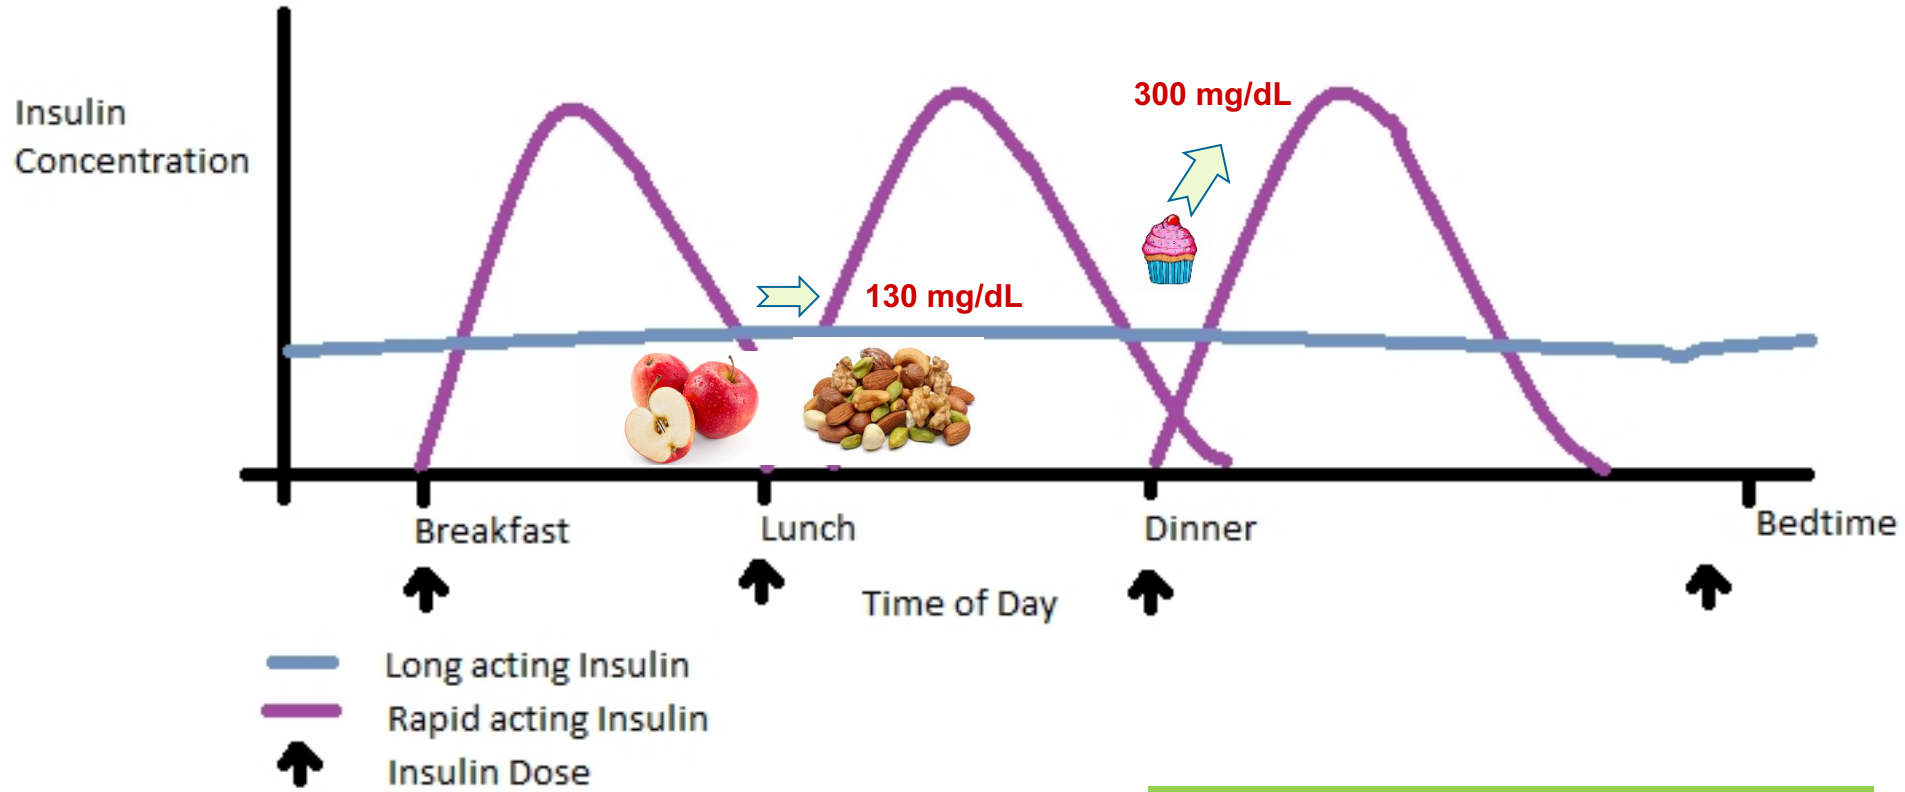 Insulin
Concentration
300 mg/dL
130 mg/dL
Breakfast
Lunch
Dinner
Bedtime
Time of Day
Long acting Insulin
Rapid acting Insulin
Insulin Dose